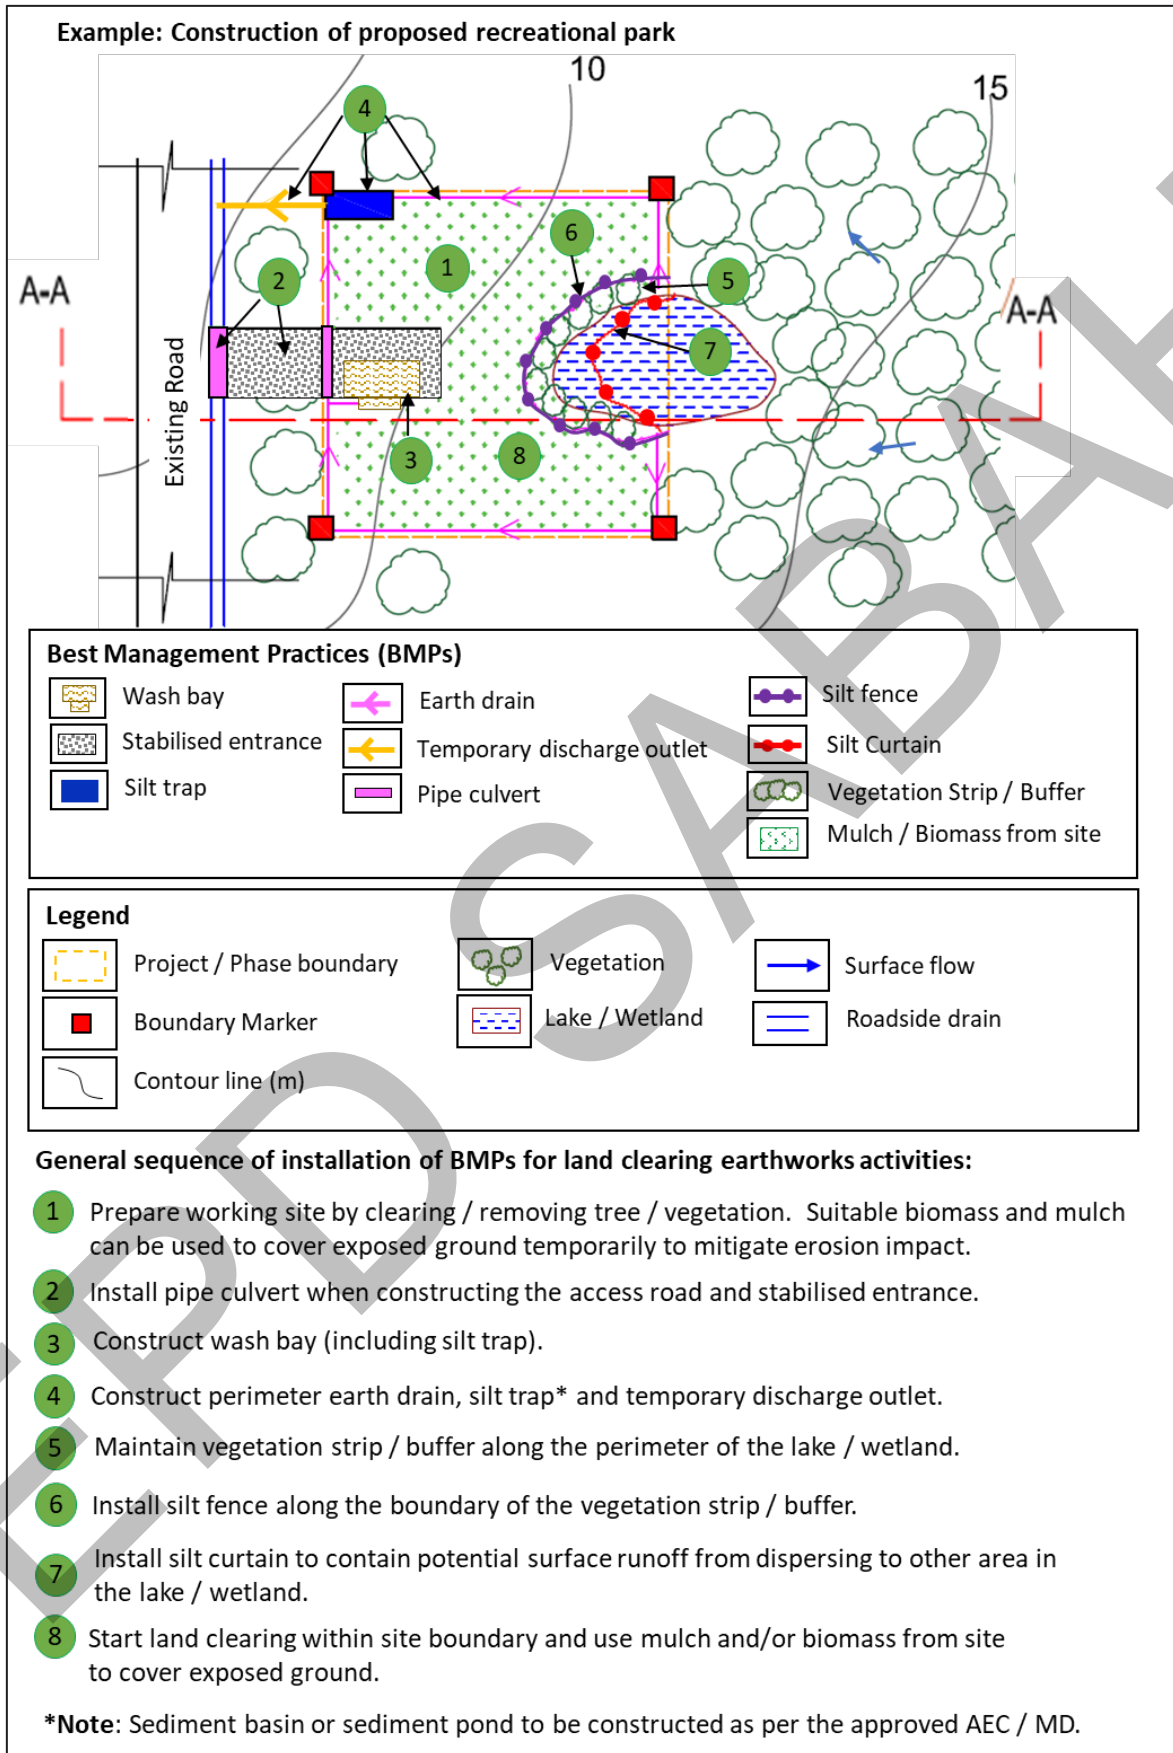 Example: Construction of proposed recreational park
10
15
4
6
1
5
2
A-A
A-A
7
Existing Road
3
8
Best Management Practices (BMPs)
Wash bay
Earth drain
Silt fence
Stabilised entrance
Temporary discharge outlet
Silt Curtain
Silt trap
Pipe culvert
Vegetation Strip / Buffer
Mulch / Biomass from site
Legend
Project / Phase boundary
Vegetation
Surface flow
Boundary Marker
Lake / Wetland
Roadside drain
Contour line (m)
General sequence of installation of BMPs for land clearing earthworks activities:
1 Prepare working site by clearing / removing tree / vegetation. Suitable biomass and mulch
can be used to cover exposed ground temporarily to mitigate erosion impact.
2 Install pipe culvert when constructing the access road and stabilised entrance.
3 Construct wash bay (including silt trap).
4 Construct perimeter earth drain, silt trap* and temporary discharge outlet.
5 Maintain vegetation strip / buffer along the perimeter of the lake / wetland.
6 Install silt fence along the boundary of the vegetation strip / buffer.
7 Install silt curtain to contain potential surface runoff from dispersing to other area in
the lake / wetland.
8 Start land clearing within site boundary and use mulch and/or biomass from site
to cover exposed ground.
*Note: Sediment basin or sediment pond to be constructed as per the approved AEC / MD.
EPD SABAH